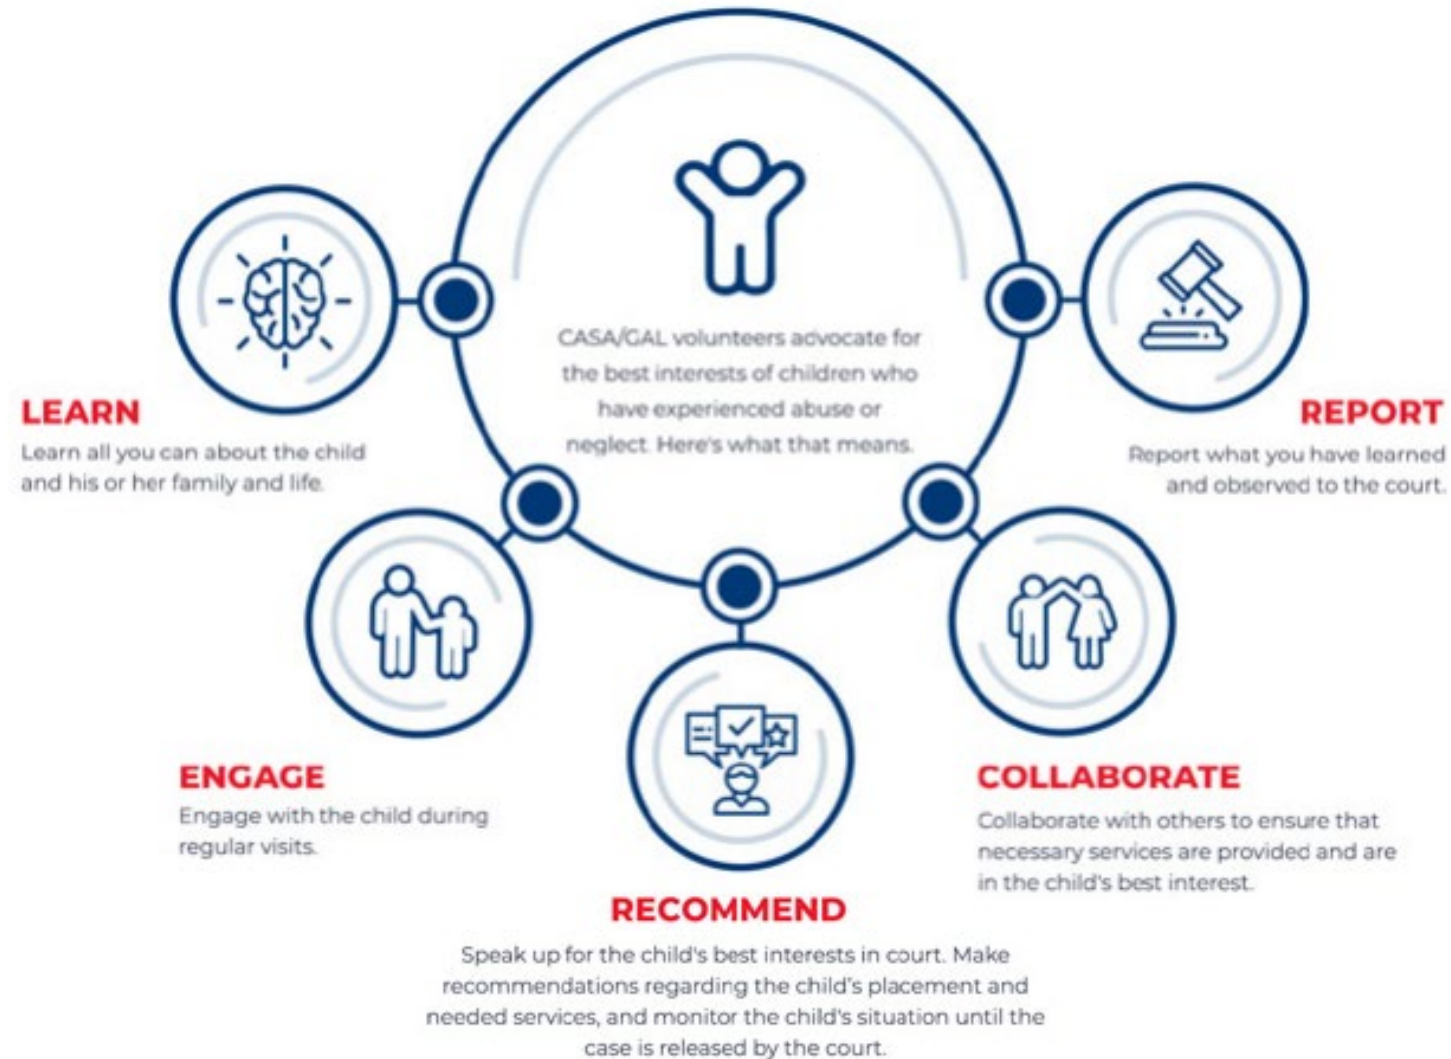 CASA/GAL volunteers advocate for
the best interests of children who
have experienced abuse or
neglect. Here's what that means.
LEARN
Learn all you can about the child
and his or her family and life.
ENGAGE
Engage with the child during
regular visits.
RECOMMEND
Speak up for the child's best interests in court. Make
recommendations regarding the child's placement and
needed services, and monitor the child's situation until the
case is released by the court.
COLLABORATE
Collaborate with others to ensure that
necessary services are provided and are
in the child's best interest.
REPORT
Report what you have learned
and observed to the court.